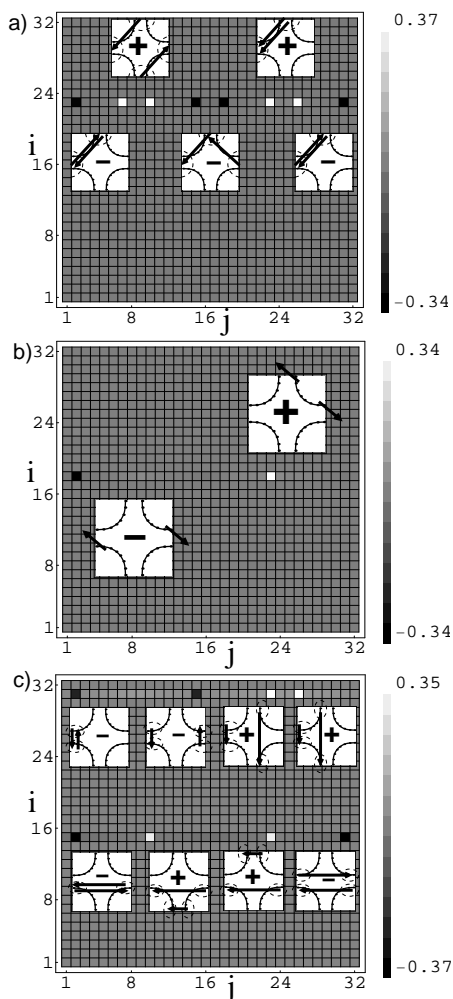 a)
0.37
32
24
i
16
8
1
1 8 16 24 32
j
+ +
- - -
-0.34
b)
0.34
32
24
i
16
8
1
1 8 16 24 32
j
+
-
-0.34
c)
0.35
32
24
i
16
8
1
1 8 16 24 32
j
- - + +
- + + -
-0.37